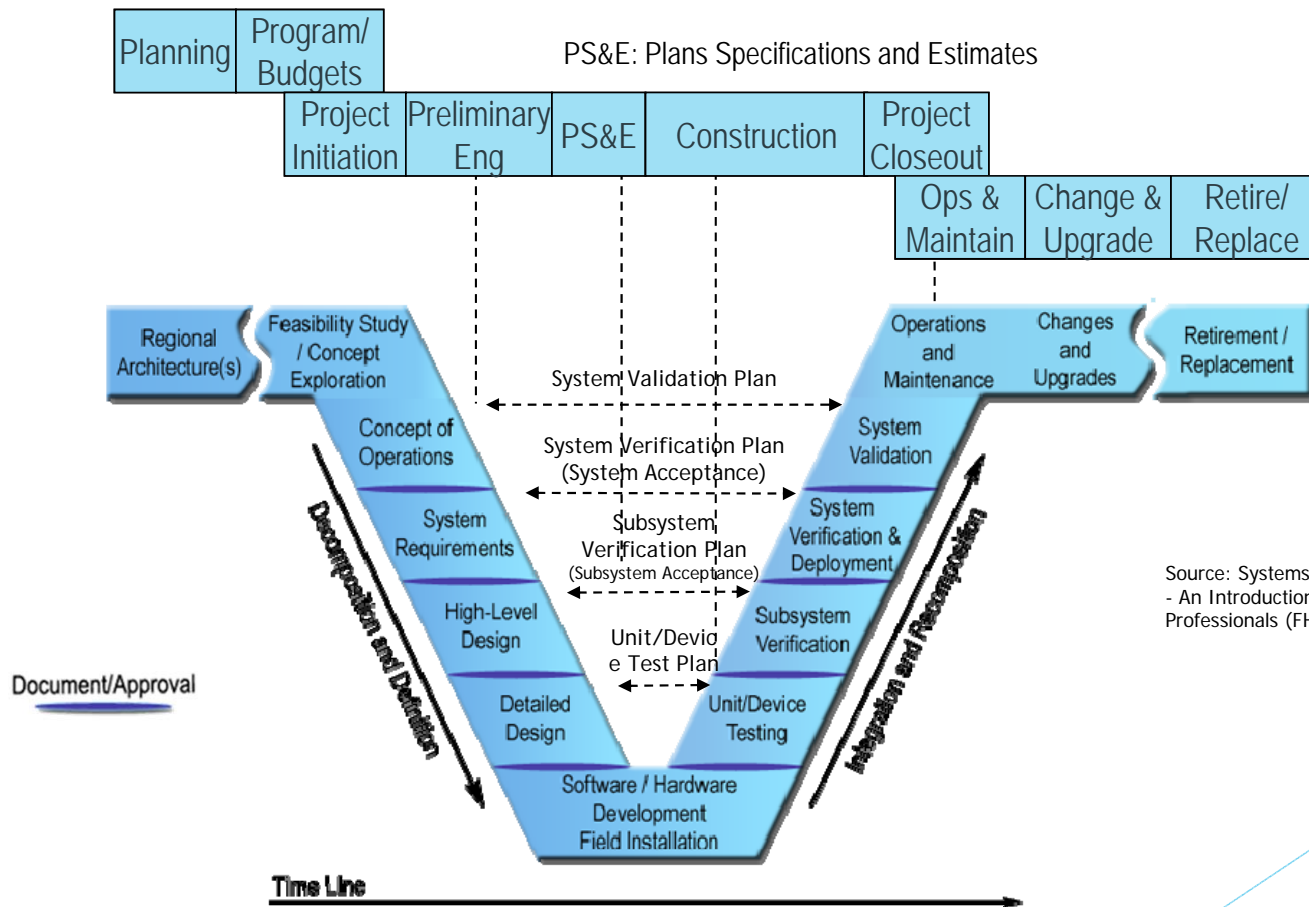 Planning
Program/
Budgets
PS&E: Plans Specifications and Estimates
Project
Initiation
Preliminary
Eng
PS&E
Construction
Project
Closeout
Ops &
Maintain
Change &
Upgrade
Retire/
Replace
Regional
Architecture(s)
Feasibility Study
/ Concept
Exploration
Operations
and
Maintenance
Changes
and
Upgrades
Retirement /
Replacement
System Validation Plan
Concept of
Operations
System
Validation
System Verification Plan
(System Acceptance)
System
Requirements
System
Verification &
Deployment
Subsystem
Verification Plan
(Subsystem Acceptance)
High-Level
Design
Subsystem
Verification
Unit/Devic
e Test Plan
Detailed
Design
Unit/Device
Testing
Software / Hardware
Development
Field Installation
Decomposition and Definition
Integration and Recomposition
Source: Systems
- An Introduction
Professionals (FH
Document/Approval
Time Line